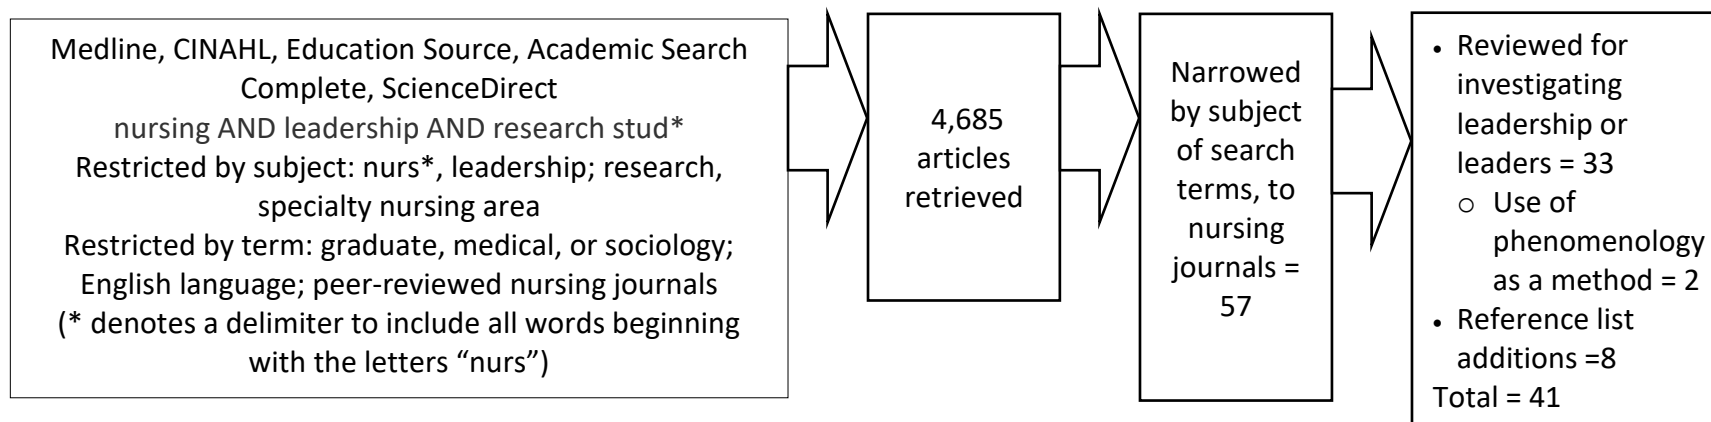 Medline, CINAHL, Education Source, Academic Search
Complete, ScienceDirect
nursing AND leadership AND research stud*
Restricted by subject: nurs*, leadership; research,
specialty nursing area
Restricted by term: graduate, medical, or sociology;
English language; peer-reviewed nursing journals
(* denotes a delimiter to include all words beginning
with the letters “nurs”)
4,685
articles
retrieved
Narrowed
by subject
of search
terms, to
nursing
journals =
57
• Reviewed for
investigating
leadership or
leaders = 33
o Use of
phenomenology
as a method = 2
• Reference list
additions =8
Total = 41